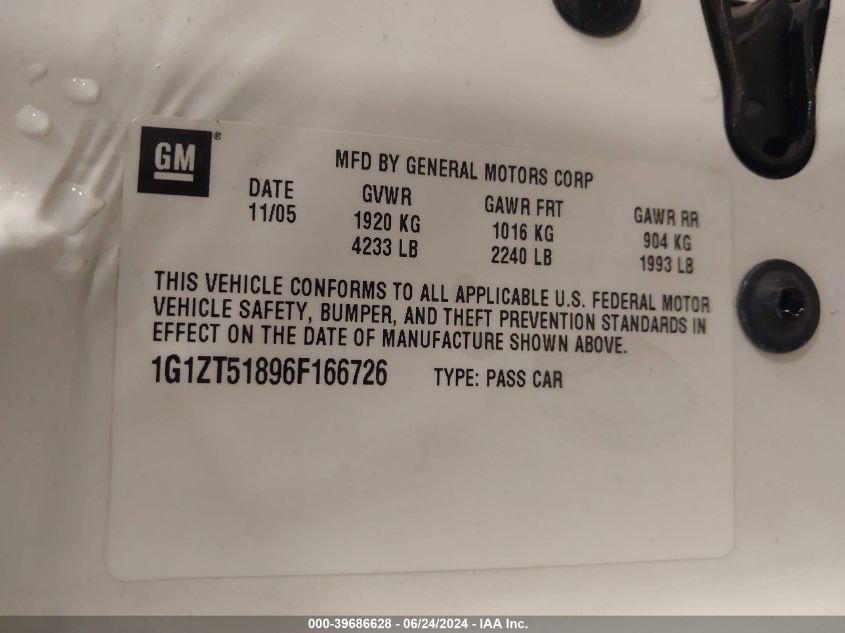 GM®
MFD BY GENERAL MOTORS CORP
DATE GVWR GAWR FRT GAWR RR
11/05 1920 KG 1016 KG 904 KG
4233 LB 2240 LB 1993 LB
THIS VEHICLE CONFORMS TO ALL APPLICABLE U.S. FEDERAL MOTOR
VEHICLE SAFETY, BUMPER, AND THEFT PREVENTION STANDARDS IN
EFFECT ON THE DATE OF MANUFACTURE SHOWN ABOVE.
1G1ZT51896F166726 TYPE: PASS CAR
000-39686628 - 06/24/2024 - IAA Inc.